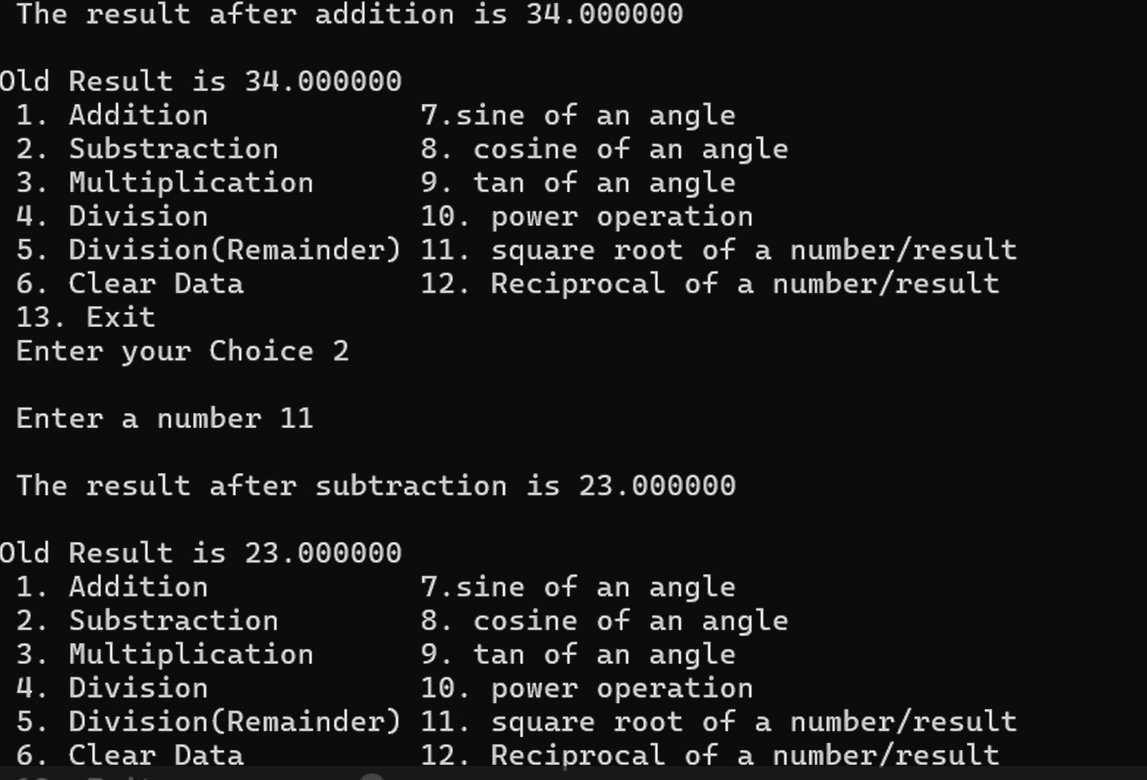 The result after addition is 34.000000
Old Result is 34.000000
1. Addition 7.sine of an angle
2. Substraction 8. cosine of an angle
3. Multiplication 9. tan of an angle
4. Division 10. power operation
5. Division(Remainder) 11. square root of a number/result
6. Clear Data 12. Reciprocal of a number/result
13. Exit
Enter your Choice 2
Enter a number 11
The result after subtraction is 23.000000
Old Result is 23.000000
1. Addition 7.sine of an angle
2. Substraction 8. cosine of an angle
3. Multiplication 9. tan of an angle
4. Division 10. power operation
5. Division(Remainder) 11. square root of a number/result
6. Clear Data 12. Reciprocal of a number/result